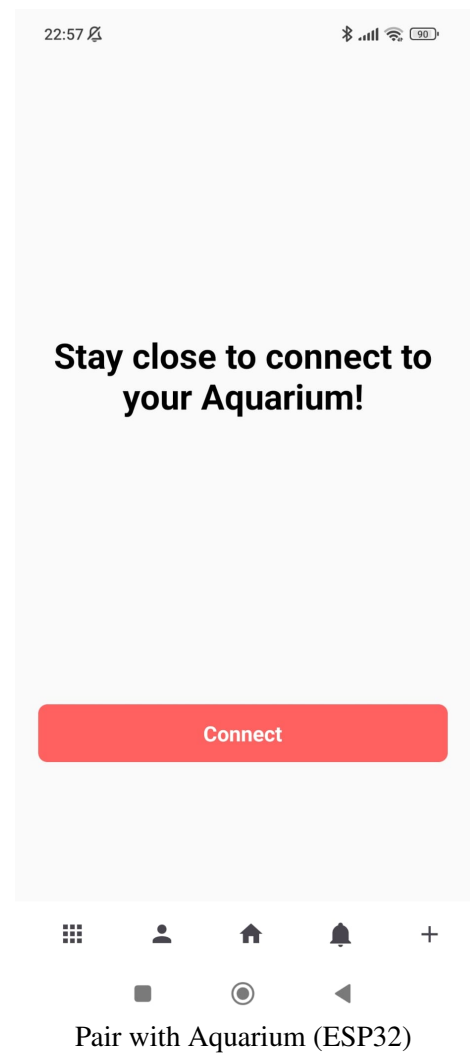 22:57
90
Stay close to connect to
your Aquarium!
Connect
Pair with Aquarium (ESP32)